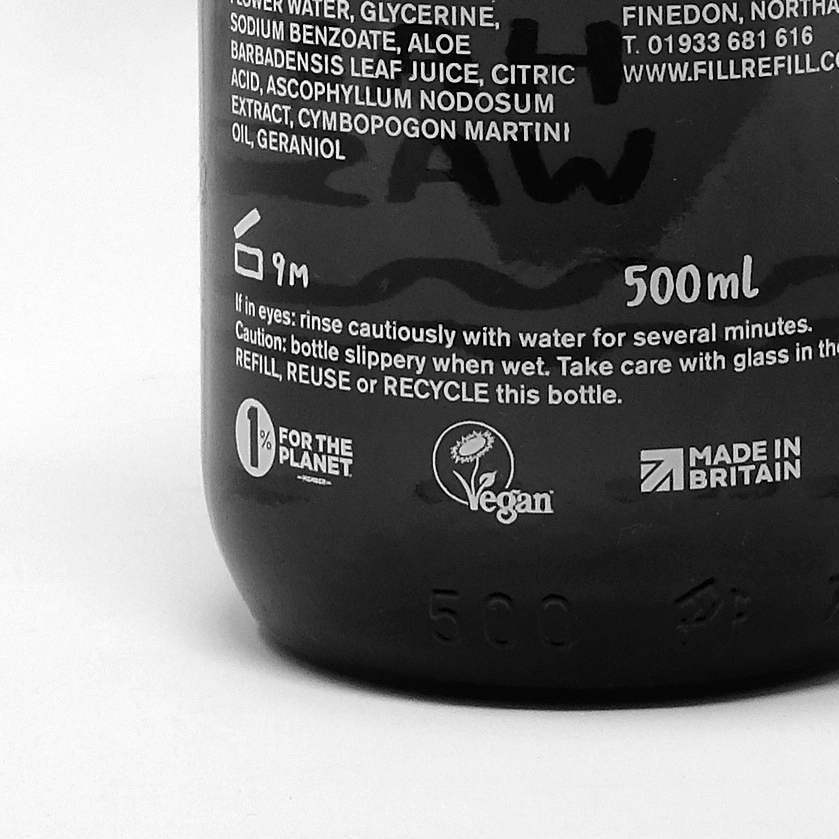 FLOWER WATER, GLYCERINE,
SODIUM BENZOATE, ALOE
BARBADENSIS LEAF JUICE, CITRIC
ACID, ASCOPHYLLUM NODOSUM
EXTRACT, CYMBOPOGON MARTINI
OIL, GERANIOL
FINEDON,
T. 01933 681 616
WWW.FILLREFILL.CO
9M
500ml
If in eyes: rinse cautiously with water for several minutes.
Caution: bottle slippery when wet. Take care with glass in the
REFILL, REUSE or RECYCLE this bottle.
1%
FOR THE
PLANET
MEMBER
Vegan
MADE IN
BRITAIN
500